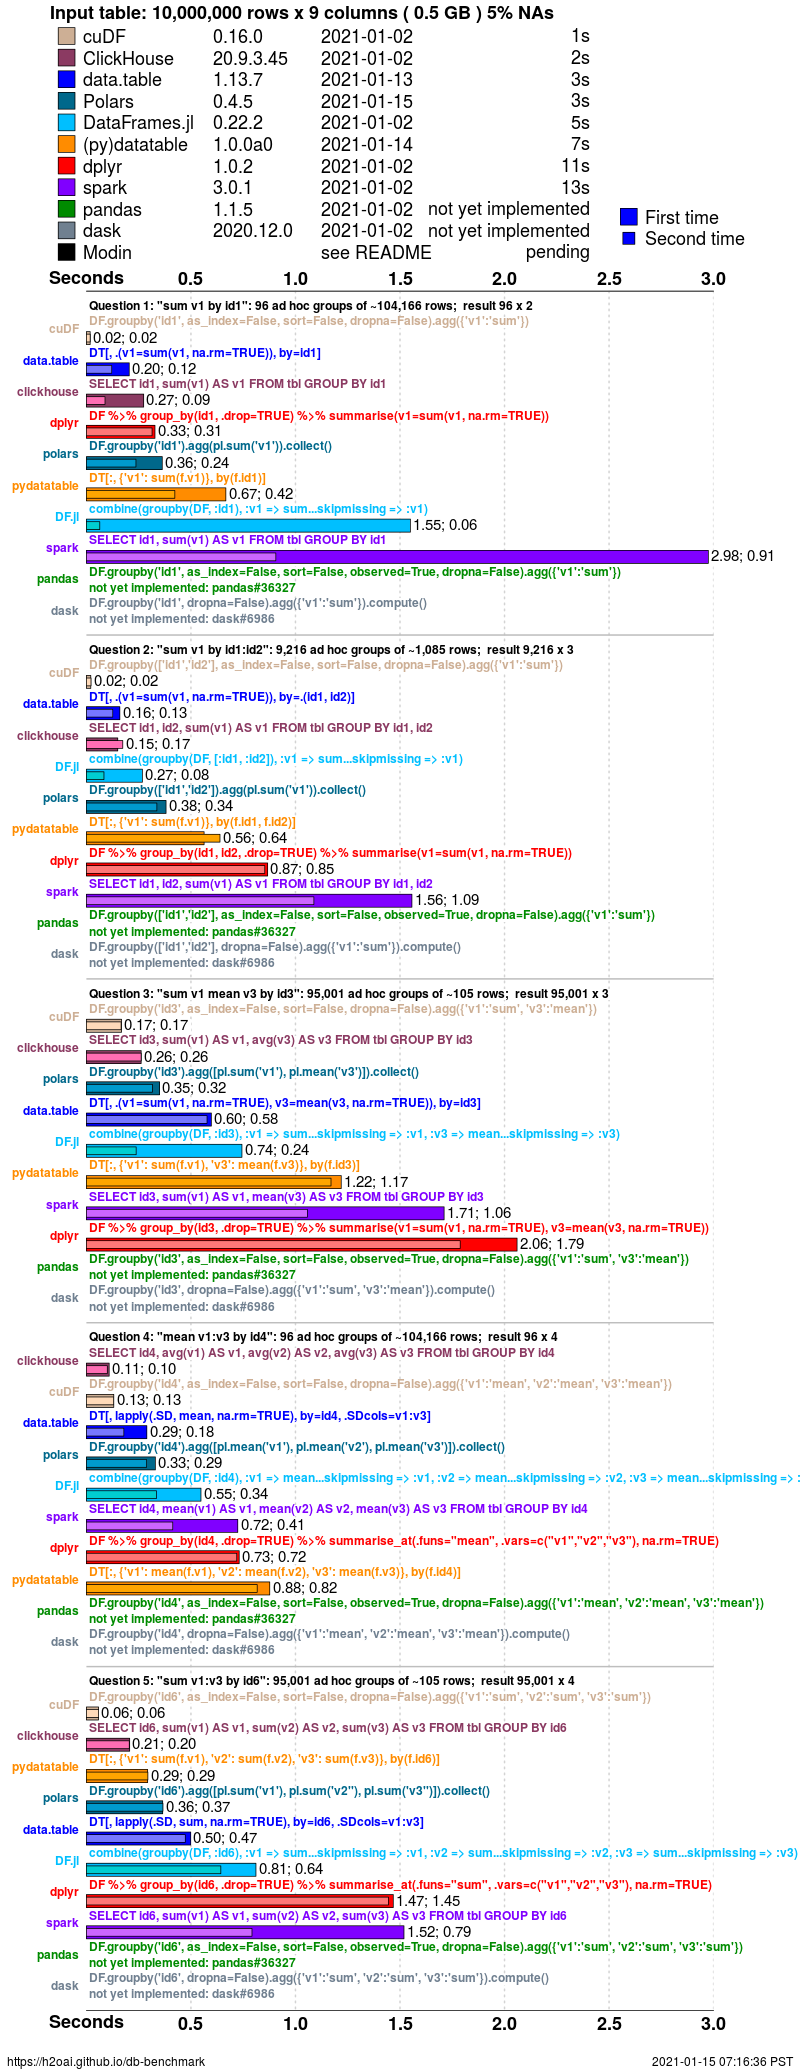 Input table: 10,000,000 rows x 9 columns ( 0.5 GB ) 5% NAs
cuDF 0.16.0 2021-01-02 1s
ClickHouse 20.9.3.45 2021-01-02 2s
data.table 1.13.7 2021-01-13 3s
Polars 0.4.5 2021-01-15 3s
DataFrames.jl 0.22.2 2021-01-02 5s
(py)datatable 1.0.0a0 2021-01-14 7s
dplyr 1.0.2 2021-01-02 11s
spark 3.0.1 2021-01-02 13s
pandas 1.1.5 2021-01-02 not yet implemented
First time
dask 2020.12.0 2021-01-02 not yet implemented
Second time
Modin see README pending
Seconds 0.5 1.0 1.5 2.0 2.5 3.0
Question 1: "sum v1 by id1": 96 ad hoc groups of ~104,166 rows; result 96 x 2
DF.groupby('id1', as_index=False, sort=False, dropna=False).agg({'v1':'sum'})
cuDF 0.02; 0.02
DT[, .(v1=sum(v1, na.rm=TRUE)), by=id1]
data.table 0.20; 0.12
SELECT id1, sum(v1) AS v1 FROM tbl GROUP BY id1
clickhouse 0.27; 0.09
DF %>% group_by(id1, .drop=TRUE) %>% summarise(v1=sum(v1, na.rm=TRUE))
dplyr 0.33; 0.31
DF.groupby('id1').agg(pl.sum('v1')).collect()
polars 0.36; 0.24
DT[:, {'v1': sum(f.v1)}, by(f.id1)]
pydatatable 0.67; 0.42
combine(groupby(DF, :id1), :v1 => sum...skipmissing => :v1)
DF.jl 1.55; 0.06
SELECT id1, sum(v1) AS v1 FROM tbl GROUP BY id1
spark 2.98; 0.91
DF.groupby('id1', as_index=False, sort=False, observed=True, dropna=False).agg({'v1':'sum'})
pandas not yet implemented: pandas#36327
DF.groupby('id1', dropna=False).agg({'v1':'sum'}).compute()
dask not yet implemented: dask#6986
Question 2: "sum v1 by id1:id2": 9,216 ad hoc groups of ~1,085 rows; result 9,216 x 3
DF.groupby(['id1','id2'], as_index=False, sort=False, dropna=False).agg({'v1':'sum'})
cuDF 0.02; 0.02
DT[, .(v1=sum(v1, na.rm=TRUE)), by=.(id1, id2)]
data.table 0.16; 0.13
SELECT id1, id2, sum(v1) AS v1 FROM tbl GROUP BY id1, id2
clickhouse 0.15; 0.17
combine(groupby(DF, [:id1, :id2]), :v1 => sum...skipmissing => :v1)
DF.jl 0.27; 0.08
DF.groupby(['id1','id2']).agg(pl.sum('v1')).collect()
polars 0.38; 0.34
DT[:, {'v1': sum(f.v1)}, by(f.id1, f.id2)]
pydatatable 0.56; 0.64
DF %>% group_by(id1, id2, .drop=TRUE) %>% summarise(v1=sum(v1, na.rm=TRUE))
dplyr 0.87; 0.85
SELECT id1, id2, sum(v1) AS v1 FROM tbl GROUP BY id1, id2
spark 1.56; 1.09
DF.groupby(['id1','id2'], as_index=False, sort=False, observed=True, dropna=False).agg({'v1':'sum'})
pandas not yet implemented: pandas#36327
DF.groupby(['id1','id2'], dropna=False).agg({'v1':'sum'}).compute()
dask not yet implemented: dask#6986
Question 3: "sum v1 mean v3 by id3": 95,001 ad hoc groups of ~105 rows; result 95,001 x 3
DF.groupby('id3', as_index=False, sort=False, dropna=False).agg({'v1':'sum', 'v3':'mean'})
cuDF 0.17; 0.17
SELECT id3, sum(v1) AS v1, avg(v3) AS v3 FROM tbl GROUP BY id3
clickhouse 0.26; 0.26
DF.groupby('id3').agg([pl.sum('v1'), pl.mean('v3')]).collect()
polars 0.35; 0.32
DT[, .(v1=sum(v1, na.rm=TRUE), v3=mean(v3, na.rm=TRUE)), by=id3]
data.table 0.60; 0.58
combine(groupby(DF, :id3), :v1 => sum...skipmissing => :v1, :v3 => mean...skipmissing => :v3)
DF.jl 0.74; 0.24
DT[:, {'v1': sum(f.v1), 'v3': mean(f.v3)}, by(f.id3)]
pydatatable 1.22; 1.17
SELECT id3, sum(v1) AS v1, mean(v3) AS v3 FROM tbl GROUP BY id3
spark 1.71; 1.06
DF %>% group_by(id3, .drop=TRUE) %>% summarise(v1=sum(v1, na.rm=TRUE), v3=mean(v3, na.rm=TRUE))
dplyr 2.06; 1.79
DF.groupby('id3', as_index=False, sort=False, observed=True, dropna=False).agg({'v1':'sum', 'v3':'mean'})
pandas not yet implemented: pandas#36327
DF.groupby('id3', dropna=False).agg({'v1':'sum', 'v3':'mean'}).compute()
dask not yet implemented: dask#6986
Question 4: "mean v1:v3 by id4": 96 ad hoc groups of ~104,166 rows; result 96 x 4
SELECT id4, avg(v1) AS v1, avg(v2) AS v2, avg(v3) AS v3 FROM tbl GROUP BY id4
clickhouse 0.11; 0.10
DF.groupby('id4', as_index=False, sort=False, dropna=False).agg({'v1':'mean', 'v2':'mean', 'v3':'mean'})
cuDF 0.13; 0.13
DT[, lapply(.SD, mean, na.rm=TRUE), by=id4, .SDcols=v1:v3]
data.table 0.29; 0.18
DF.groupby('id4').agg([pl.mean('v1'), pl.mean('v2'), pl.mean('v3')]).collect()
polars 0.33; 0.29
combine(groupby(DF, :id4), :v1 => mean...skipmissing => :v1, :v2 => mean...skipmissing => :v2, :v3 => mean...skipmissing => :
DF.jl 0.55; 0.34
SELECT id4, mean(v1) AS v1, mean(v2) AS v2, mean(v3) AS v3 FROM tbl GROUP BY id4
spark 0.72; 0.41
DF %>% group_by(id4, .drop=TRUE) %>% summarise_at(.funs="mean", .vars=c("v1","v2","v3"), na.rm=TRUE)
dplyr 0.73; 0.72
DT[:, {'v1': mean(f.v1), 'v2': mean(f.v2), 'v3': mean(f.v3)}, by(f.id4)]
pydatatable 0.88; 0.82
DF.groupby('id4', as_index=False, sort=False, observed=True, dropna=False).agg({'v1':'mean', 'v2':'mean', 'v3':'mean'})
pandas not yet implemented: pandas#36327
DF.groupby('id4', dropna=False).agg({'v1':'mean', 'v2':'mean', 'v3':'mean'}).compute()
dask not yet implemented: dask#6986
Question 5: "sum v1:v3 by id6": 95,001 ad hoc groups of ~105 rows; result 95,001 x 4
DF.groupby('id6', as_index=False, sort=False, dropna=False).agg({'v1':'sum', 'v2':'sum', 'v3':'sum'})
cuDF 0.06; 0.06
SELECT id6, sum(v1) AS v1, sum(v2) AS v2, sum(v3) AS v3 FROM tbl GROUP BY id6
clickhouse 0.21; 0.20
DT[:, {'v1': sum(f.v1), 'v2': sum(f.v2), 'v3': sum(f.v3)}, by(f.id6)]
pydatatable 0.29; 0.29
DF.groupby('id6').agg([pl.sum('v1'), pl.sum('v2"), pl.sum('v3")]).collect()
polars 0.36; 0.37
DT[, lapply(.SD, sum, na.rm=TRUE), by=id6, .SDcols=v1:v3]
data.table 0.50; 0.47
combine(groupby(DF, :id6), :v1 => sum...skipmissing => :v1, :v2 => sum...skipmissing => :v2, :v3 => sum...skipmissing => :v3)
DF.jl 0.81; 0.64
DF %>% group_by(id6, .drop=TRUE) %>% summarise_at(.funs="sum", .vars=c("v1","v2","v3"), na.rm=TRUE)
dplyr 1.47; 1.45
SELECT id6, sum(v1) AS v1, sum(v2) AS v2, sum(v3) AS v3 FROM tbl GROUP BY id6
spark 1.52; 0.79
DF.groupby('id6', as_index=False, sort=False, observed=True, dropna=False).agg({'v1':'sum', 'v2':'sum', 'v3':'sum'})
pandas not yet implemented: pandas#36327
DF.groupby('id6', dropna=False).agg({'v1':'sum', 'v2':'sum', 'v3':'sum'}).compute()
dask not yet implemented: dask#6986
Seconds 0.5 1.0 1.5 2.0 2.5 3.0
https://h2oai.github.io/db-benchmark 2021-01-15 07:16:36 PST